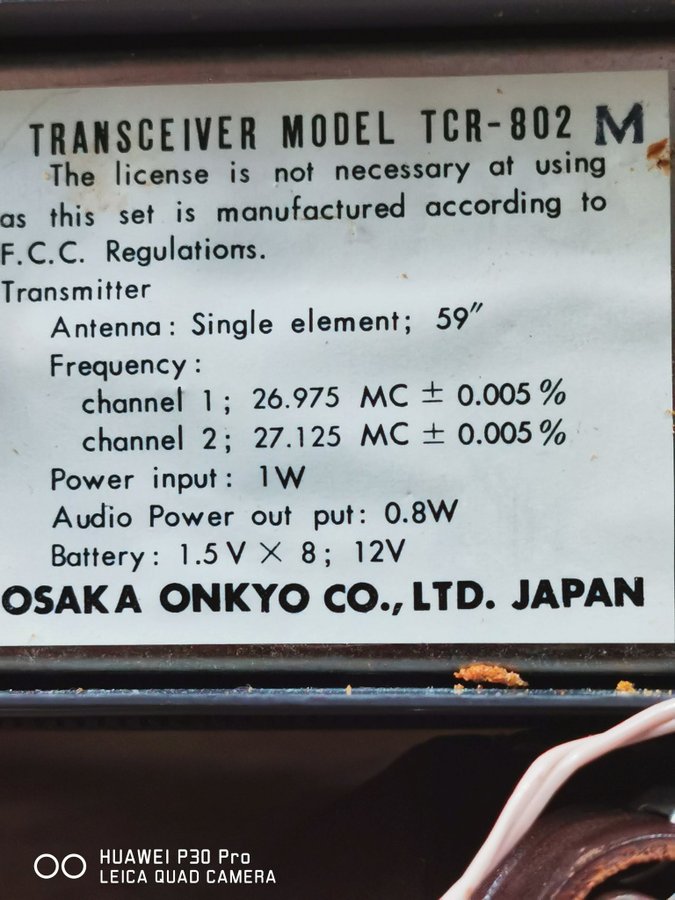 TRANSCEIVER MODEL TCR-802 M
The license is not necessary at using
as this set is manufactured according to
F.C.C. Regulations.
Transmitter
Antenna: Single element; 59"
Frequency:
channel 1; 26.975 MC ± 0.005%
channel 2; 27.125 MC ± 0.005%
Power input: 1W
Audio Power out put: 0.8W
Battery: 1.5V × 8; 12V
OSAKA ONKYO CO., LTD. JAPAN
HUAWEI P30 Pro
LEICA QUAD CAMERA